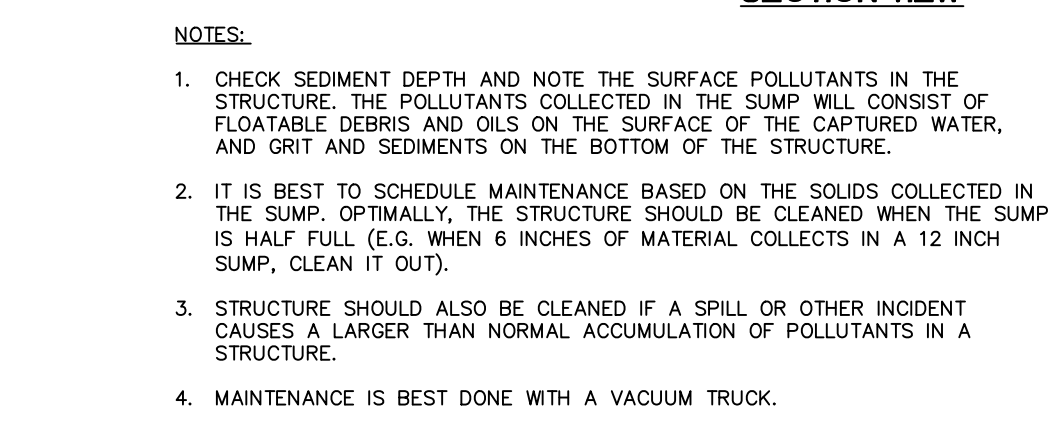 NOTES:
1. CHECK SEDIMENT DEPTH AND NOTE THE SURFACE POLLUTANTS IN THE
STRUCTURE. THE POLLUTANTS COLLECTED IN THE SUMP WILL CONSIST OF
FLOATABLE DEBRIS AND OILS ON THE SURFACE OF THE CAPTURED WATER,
AND GRIT AND SEDIMENTS ON THE BOTTOM OF THE STRUCTURE.
2. IT IS BEST TO SCHEDULE MAINTENANCE BASED ON THE SOLIDS COLLECTED IN
THE SUMP. OPTIMALLY, THE STRUCTURE SHOULD BE CLEANED WHEN THE SUMP
IS HALF FULL (E.G. WHEN 6 INCHES OF MATERIAL COLLECTS IN A 12 INCH
SUMP, CLEAN IT OUT).
3. STRUCTURE SHOULD ALSO BE CLEANED IF A SPILL OR OTHER INCIDENT
CAUSES A LARGER THAN NORMAL ACCUMULATION OF POLLUTANTS IN A
STRUCTURE.
4. MAINTENANCE IS BEST DONE WITH A VACUUM TRUCK.